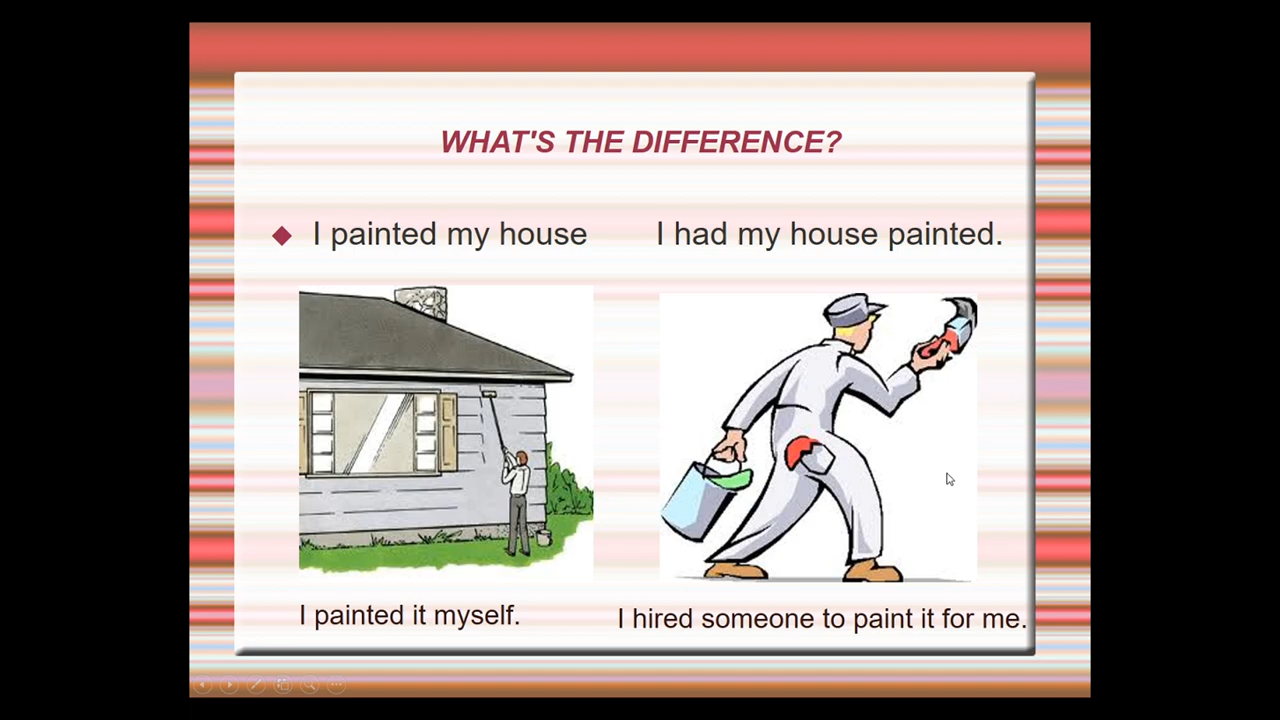 WHAT'S THE DIFFERENCE?
I painted my house
I had my house painted.
I painted it myself.
I hired someone to paint it for me.